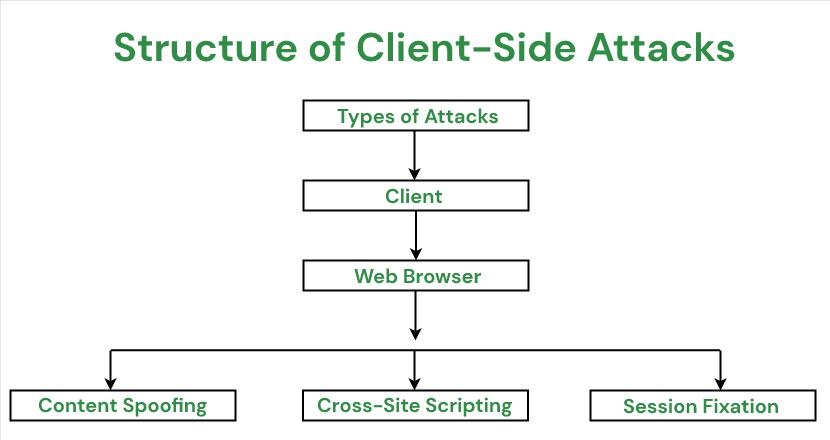 Structure of Client-Side Attacks
Types of Attacks
Client
Web Browser
Content Spoofing
Cross-Site Scripting
Session Fixation